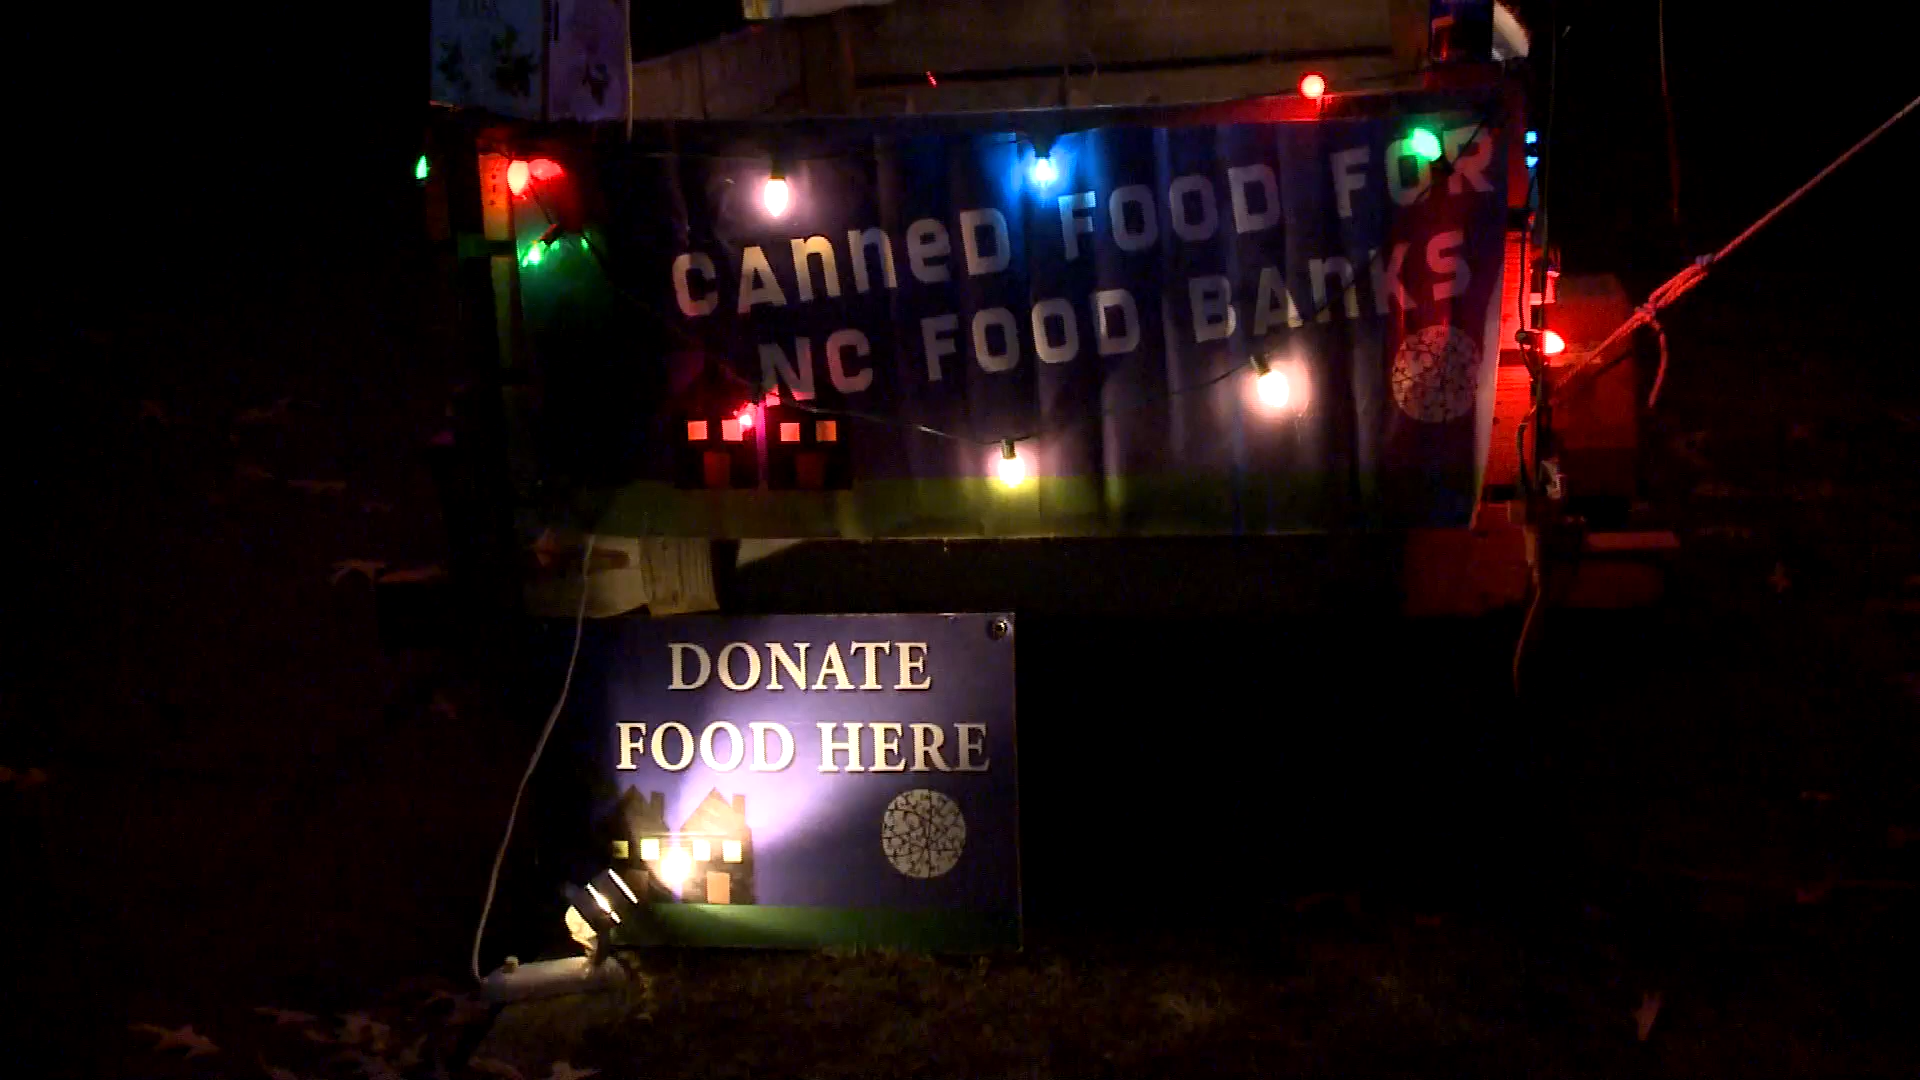 CAnneD FOOD FOR
NC FOOD BAnKS
DONATE
FOOD HERE